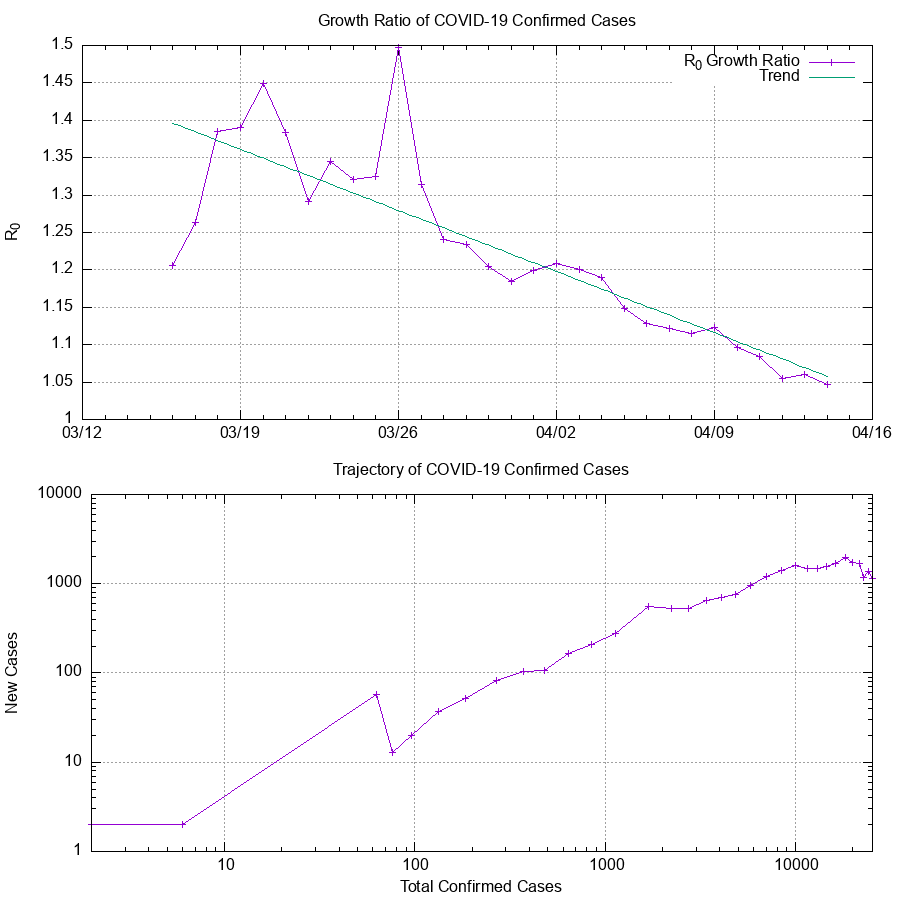 Growth Ratio of COVID-19 Confirmed Cases
1.5
1.45
1.4
1.35
1.3
1.25
1.2
1.15
1.1
1.05
1
R0
R0 Growth Ratio
Trend
03/12 03/19 03/26 04/02 04/09 04/16
Trajectory of COVID-19 Confirmed Cases
10000
1000
100
10
1
New Cases
10 100 1000 10000
Total Confirmed Cases